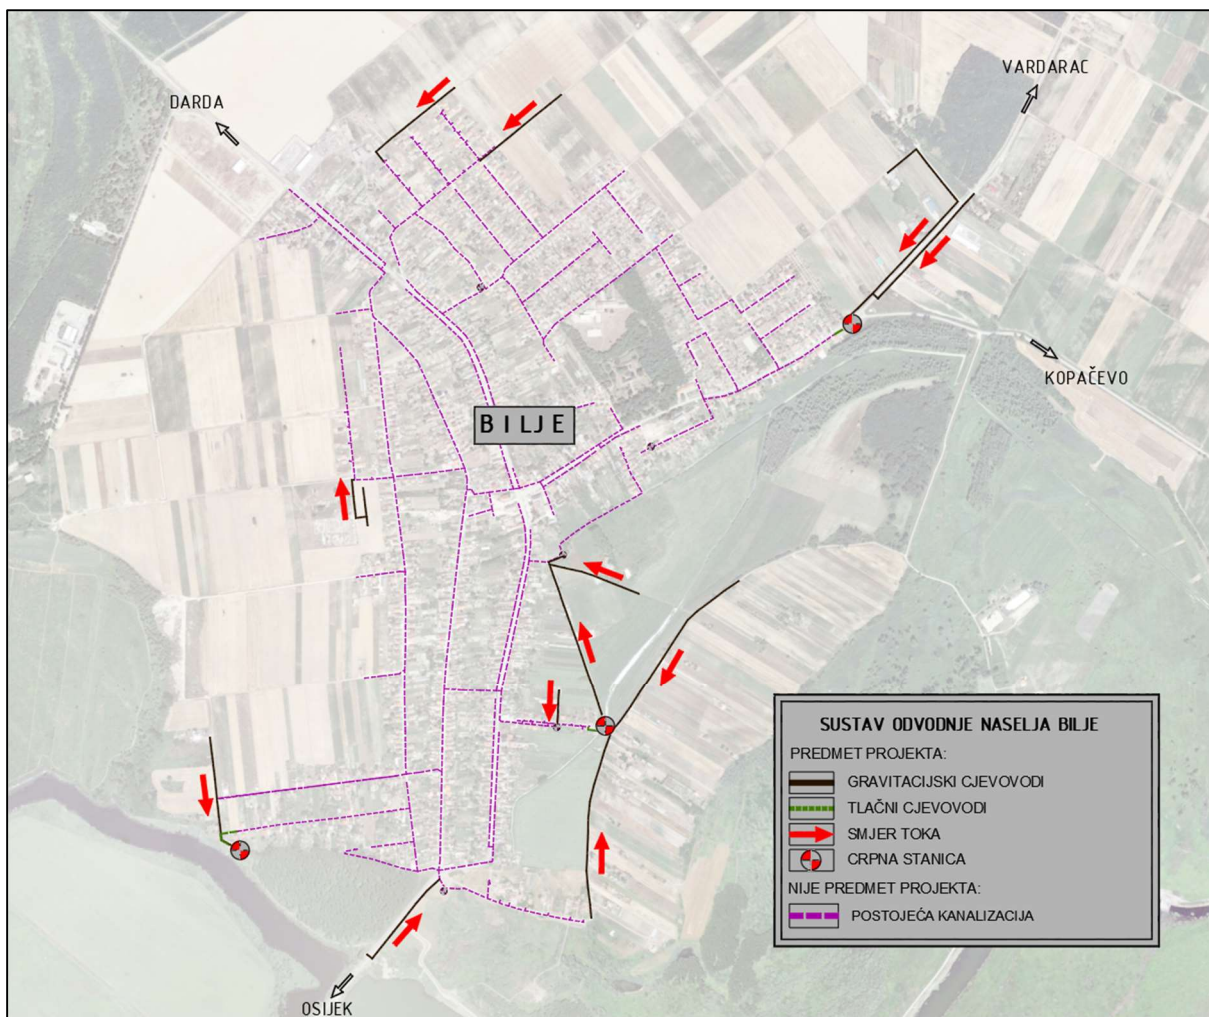 VARDARAC
DARDA
KOPAČEVO
BILJE
SUSTAV ODVODNJE NASELJA BILJE
PREDMET PROJEKTA:
GRAVITACIJSKI CJEVOVODI
TLAČNI CJEVOVODI
SMJER TOKA
CRPNA STANICA
NIJE PREDMET PROJEKTA:
POSTOJEĆA KANALIZACIJA
OSIJEK